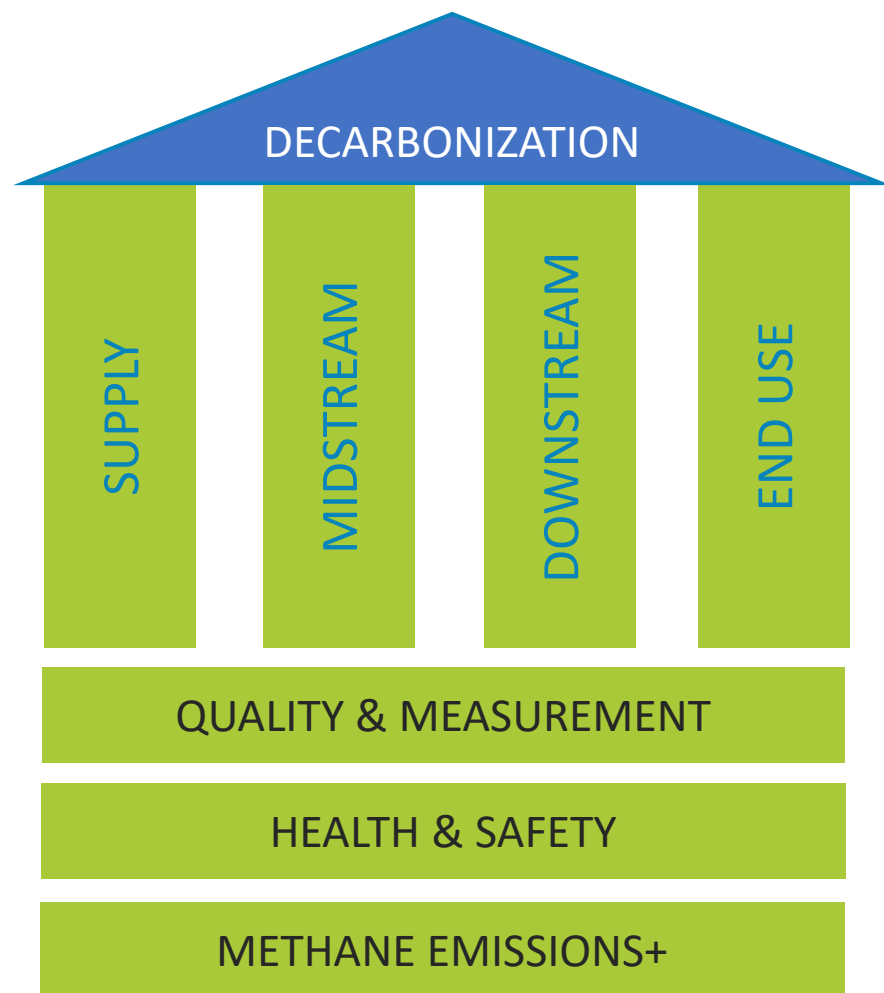 DECARBONIZATION
SUPPLY
MIDSTREAM
DOWNSTREAM
END USE
QUALITY & MEASUREMENT
HEALTH & SAFETY
METHANE EMISSIONS+